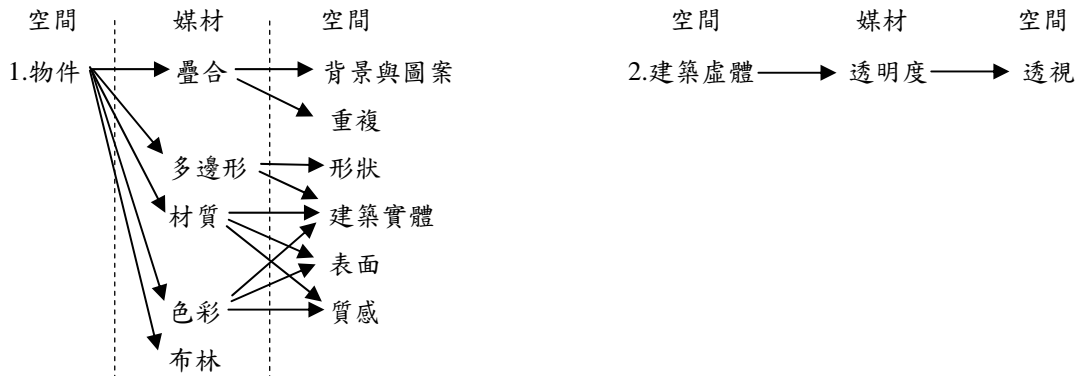 空間 媒材 空間 空間 媒材 空間
1.物件 疊合 背景與圖案 2.建築虛體 透明度 透視
重複
多邊形 形狀
材質 建築實體
表面
色彩 質感
布林